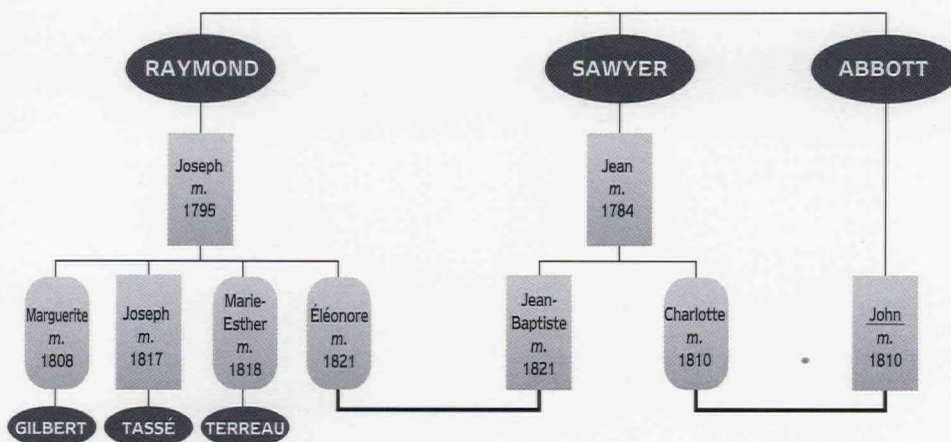 RAYMOND
SAWYER
ABBOTT
Joseph
m.
1795
Jean
m.
1784
Marguerite
m.
1808
Joseph
m.
1817
Marie-
Esther
m.
1818
Éléonore
m.
1821
Jean-
Baptiste
m.
1821
Charlotte
m.
1810
John
m.
1810
GILBERT
TASSÉ
TERREAU